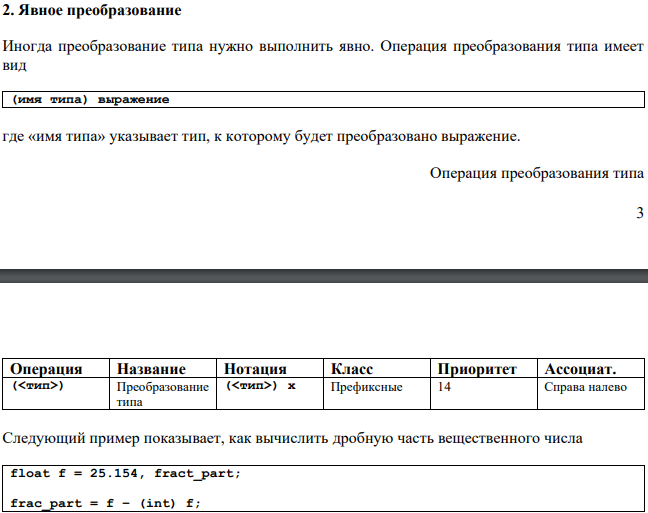 2. Явное преобразование
Иногда преобразование типа нужно выполнить явно. Операция преобразования типа имеет
вид
(имя типа) выражение
где «имя типа» указывает тип, к которому будет преобразовано выражение.
Операция преобразования типа
3
Операция Название Нотация Класс Приоритет Ассоциат.
(<тип>) Преобразование типа (<тип>) x Префиксные 14 Справа налево
Следующий пример показывает, как вычислить дробную часть вещественного числа
float f = 25.154, fract_part;
frac_part = f – (int) f;